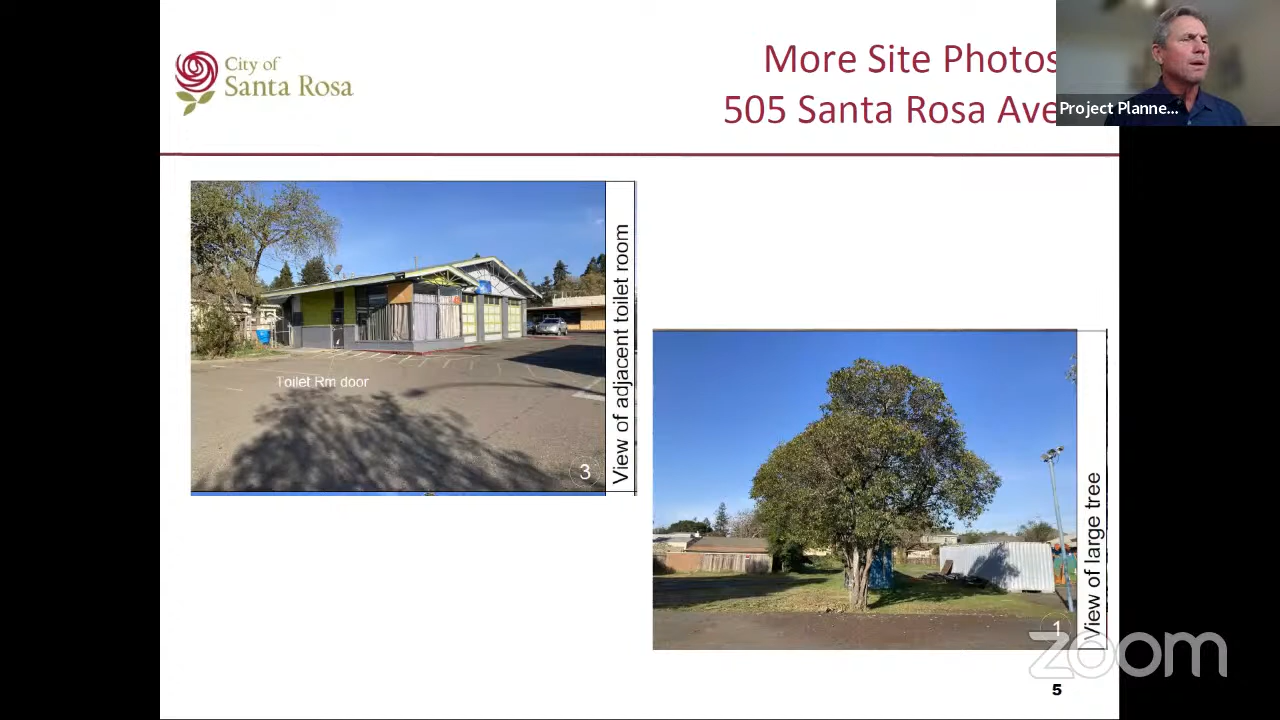 City of
Santa Rosa
More Site Photos
505 Santa Rosa Ave
Project Planne...
Toilet Rm door
3
View of adjacent toilet room
View of large tree
1
zoom
5